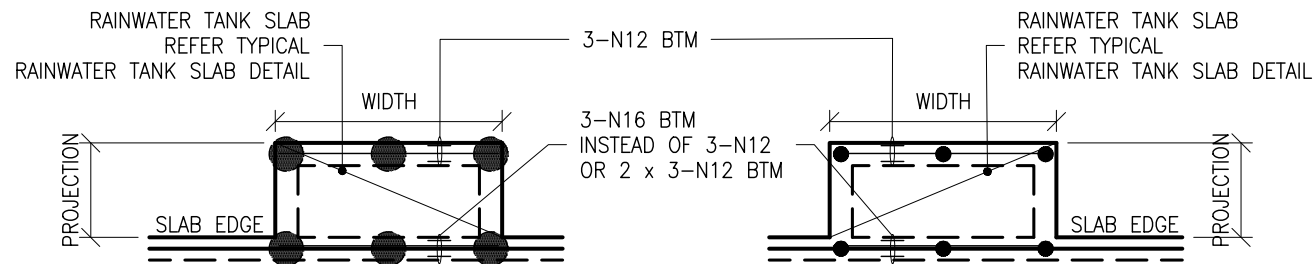 RAINWATER TANK SLAB
REFER TYPICAL
RAINWATER TANK SLAB DETAIL
3-N12 BTM
RAINWATER TANK SLAB
REFER TYPICAL
RAINWATER TANK SLAB DETAIL
WIDTH
3-N16 BTM
INSTEAD OF 3-N12
OR 2 x 3-N12 BTM
WIDTH
PROJECTION
SLAB EDGE
SLAB EDGE
PROJECTION